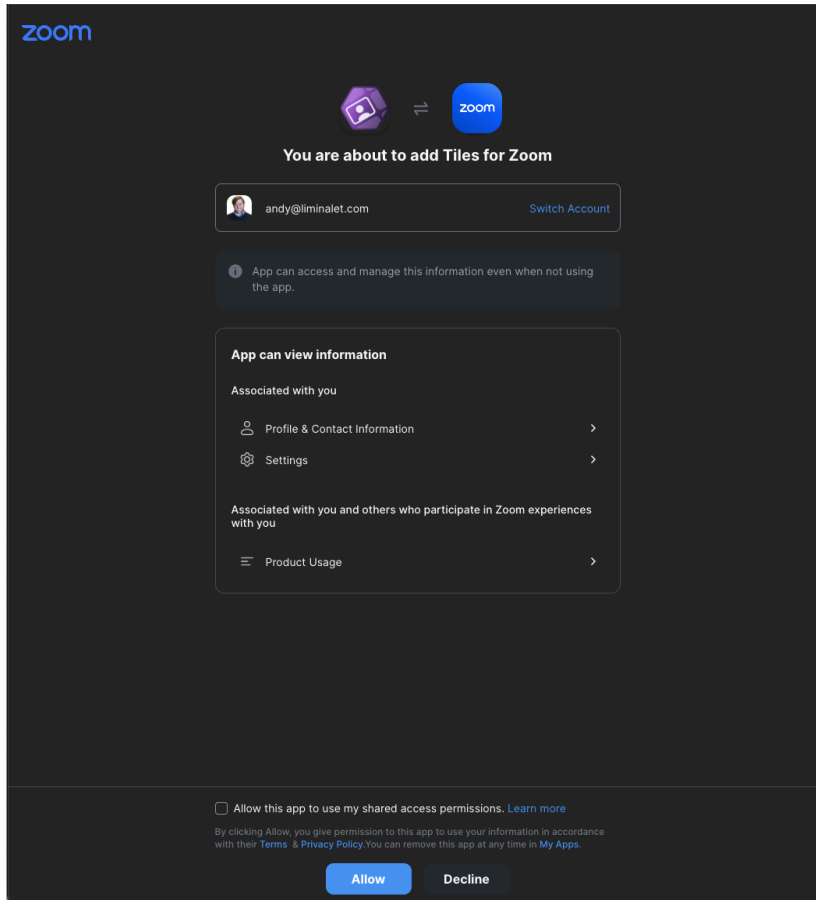 zoom
zoom
You are about to add Tiles for Zoom
andy@liminalet.com
Switch Account
App can access and manage this information even when not using
the app.
App can view information
Associated with you
Profile & Contact Information
Settings
Associated with you and others who participate in Zoom experiences
with you
Product Usage
Allow this app to use my shared access permissions. Learn more
By clicking Allow, you give permission to this app to use your information in accordance
with their Terms & Privacy Policy.You can remove this app at any time in My Apps.
Allow
Decline